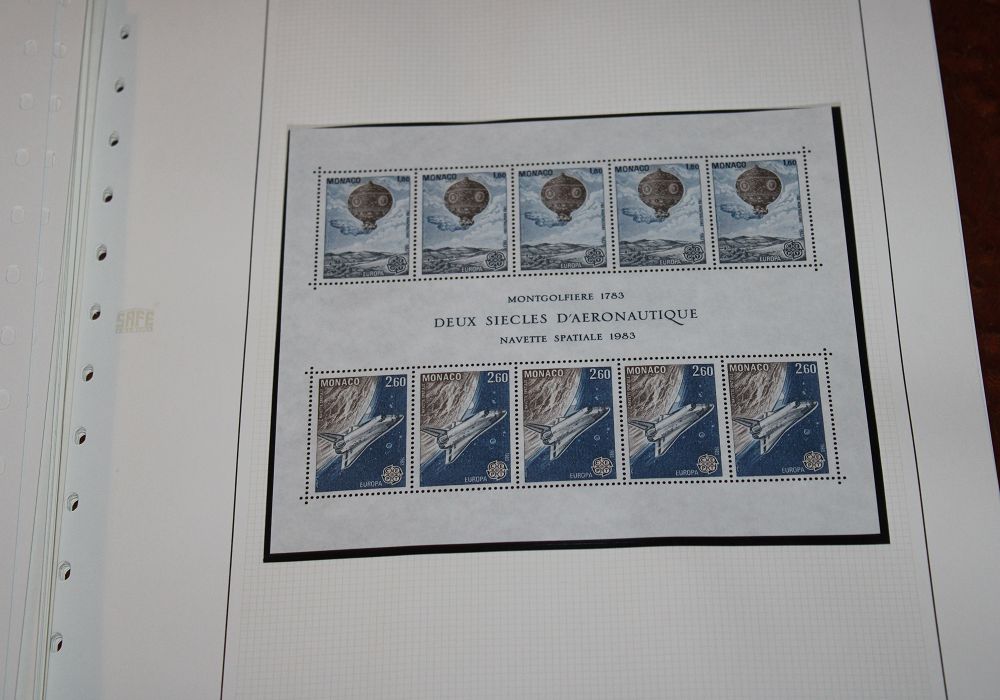 MONACO 1,80 MONACO 1,80 MONACO 1,80 MONACO 1,80 MONACO 1,80
EUROPA EUROPA EUROPA EUROPA EUROPA
MONTGOLFIERE 1783
DEUX SIECLES D'AERONAUTIQUE
NAVETTE SPATIALE 1983
SAFE
MONACO 2,60 MONACO 2,60 MONACO 2,60 MONACO 2,60 MONACO 2,60
EUROPA EUROPA EUROPA EUROPA EUROPA